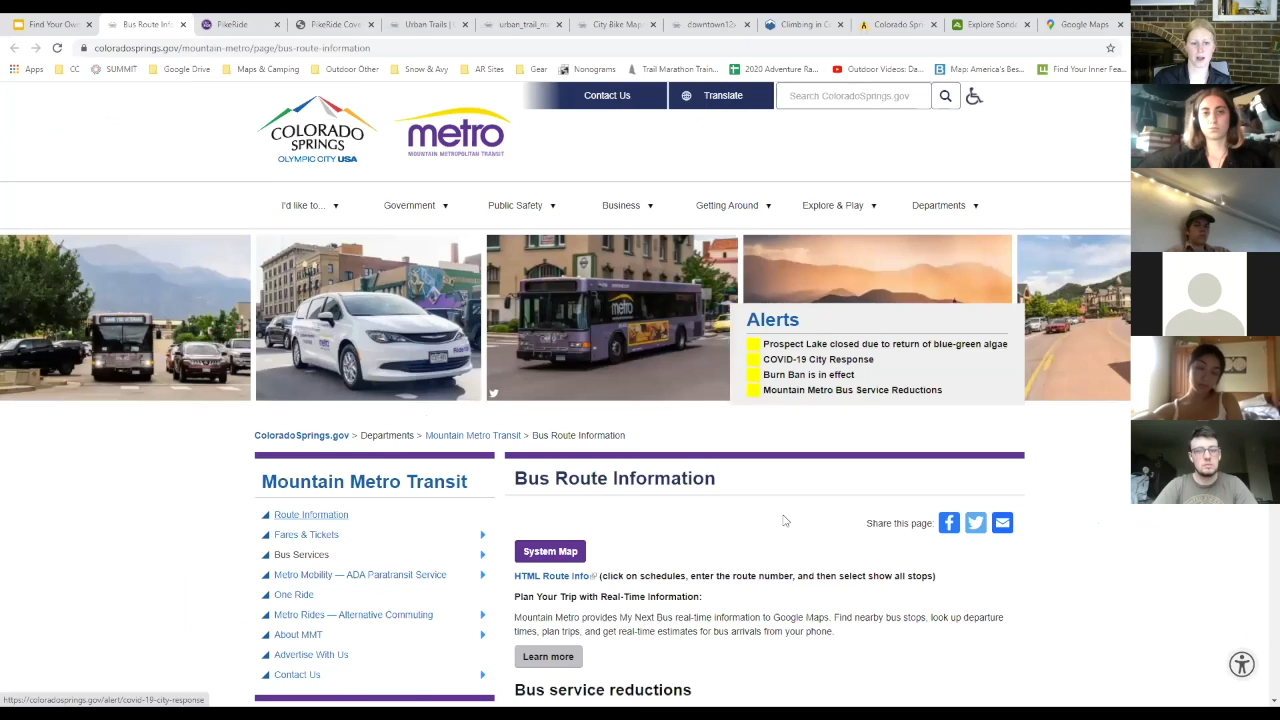 Find Your Own
Bus Route Info
PikeRide
PikeRide Cove
Urban Tra
urban trail
City Bike Map
downtown12x
Climbing in C
Explore Sonde
Google Maps
coloradosprings.gov/mountain-metro/page/bus-route-information
Apps
CC
SUMMIT
Google Drive
Maps & Camping
Outdoor Other
Snow & Avy
AR Sites
Gear
Nonograms
Trail Marathon Train...
2020 Adventure Ra...
Outdoor Videos: Da...
Map: America's Bes...
Find Your Inner Fea...
COLORADO
SPRINGS
OLYMPIC CITY USA
metro
MOUNTAIN METROPOLITAN TRANSIT
Contact Us
Translate
Search ColoradoSprings.gov
I'd like to...
Government
Public Safety
Business
Getting Around
Explore & Play
Departments
metro
Alerts
Prospect Lake closed due to return of blue-green algae
COVID-19 City Response
Burn Ban is in effect
Mountain Metro Bus Service Reductions
ColoradoSprings.gov > Departments > Mountain Metro Transit > Bus Route Information
Mountain Metro Transit
Route Information
Fares & Tickets
Bus Services
Metro Mobility — ADA Paratransit Service
One Ride
Metro Rides — Alternative Commuting
About MMT
Advertise With Us
Contact Us
Bus Route Information
Share this page:
System Map
HTML Route Info (click on schedules, enter the route number, and then select show all stops)
Plan Your Trip with Real-Time Information:
Mountain Metro provides My Next Bus real-time information to Google Maps. Find nearby bus stops, look up departure
times, plan trips, and get real-time estimates for bus arrivals from your phone.
Learn more
Bus service reductions
https://coloradosprings.gov/alert/covid-19-city-response